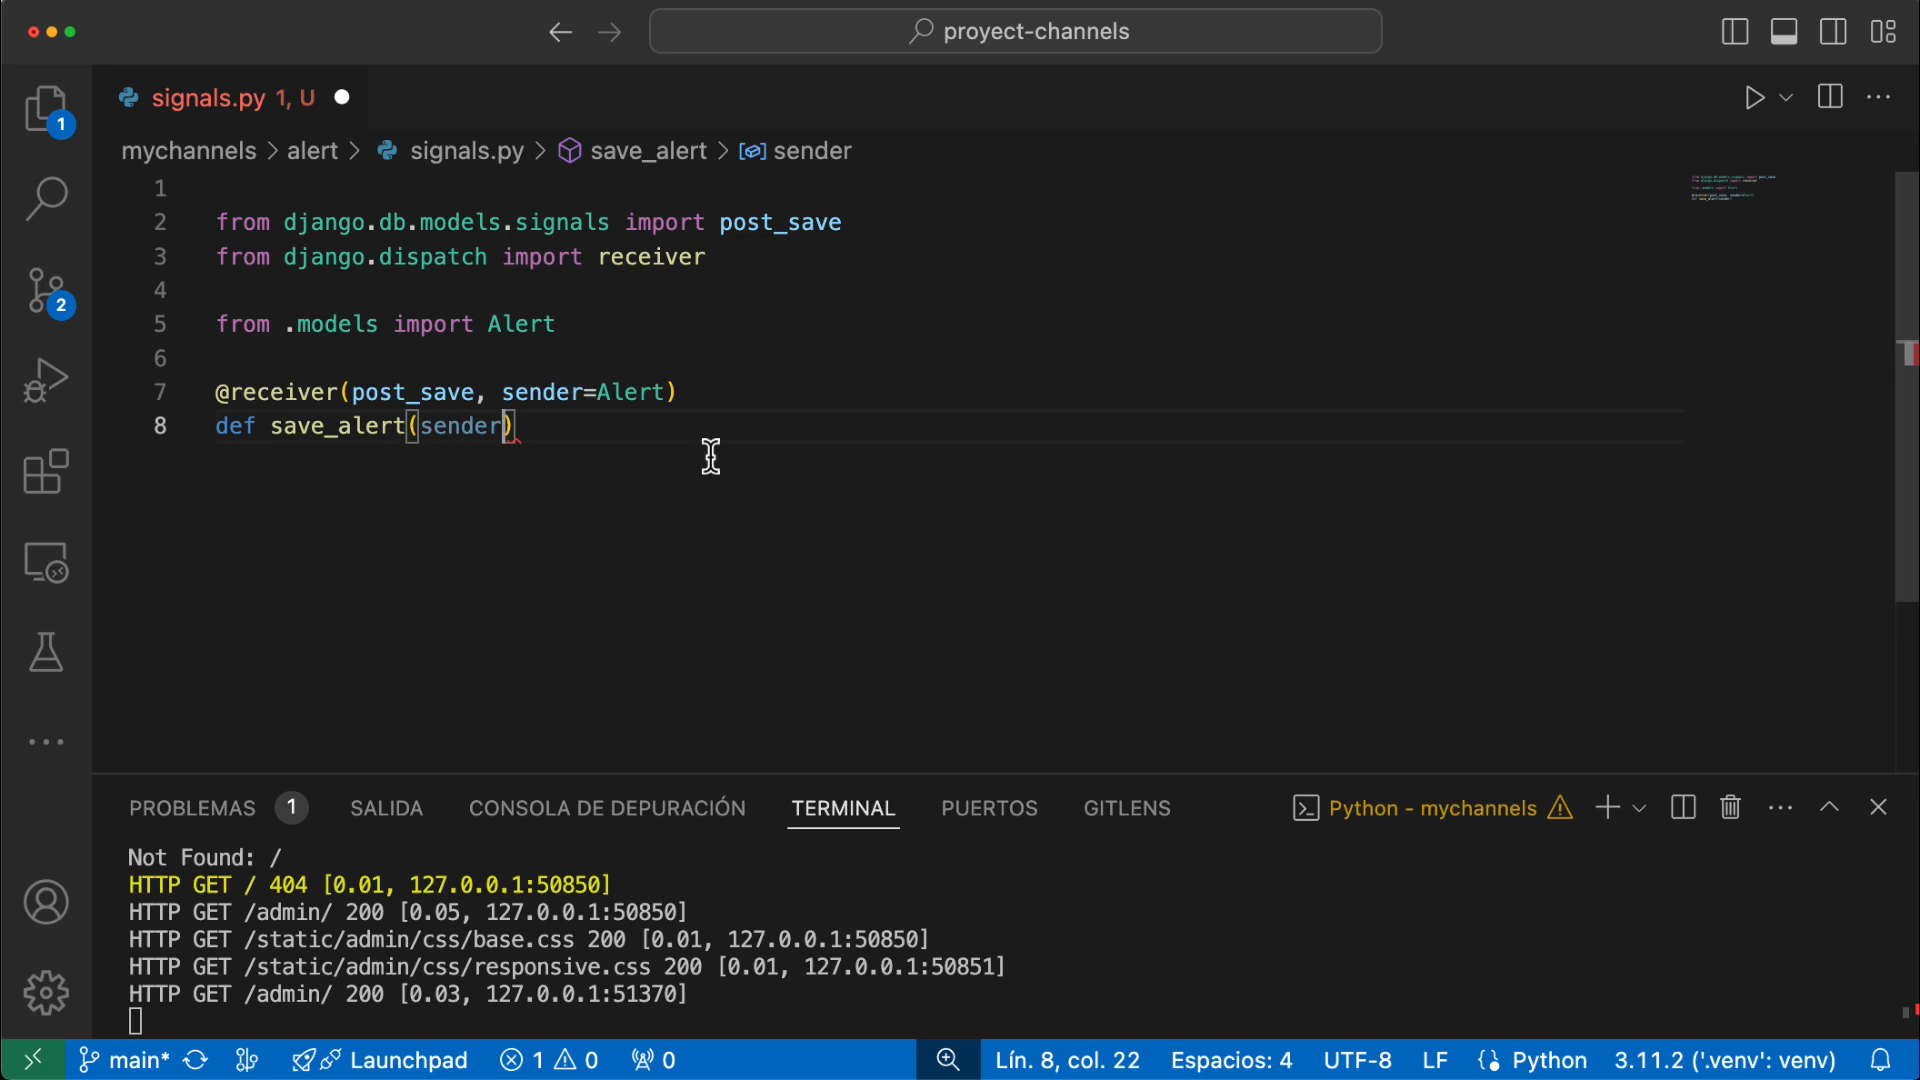 proyect-channels
signals.py 1, U
mychannels > alert > signals.py > save_alert > sender
1
2 from django.db.models.signals import post_save
3 from django.dispatch import receiver
4
5 from .models import Alert
6
7 @receiver(post_save, sender=Alert)
8 def save_alert(sender)
1
2
PROBLEMAS 1 SALIDA CONSOLA DE DEPURACIÓN TERMINAL PUERTOS GITLENS Python - mychannels
Not Found: /
HTTP GET / 404 [0.01, 127.0.0.1:50850]
HTTP GET /admin/ 200 [0.05, 127.0.0.1:50850]
HTTP GET /static/admin/css/base.css 200 [0.01, 127.0.0.1:50850]
HTTP GET /static/admin/css/responsive.css 200 [0.01, 127.0.0.1:50851]
HTTP GET /admin/ 200 [0.03, 127.0.0.1:51370]
main* Launchpad 1 0 0 Lín. 8, col. 22 Espacios: 4 UTF-8 LF Python 3.11.2 ('.venv': venv)